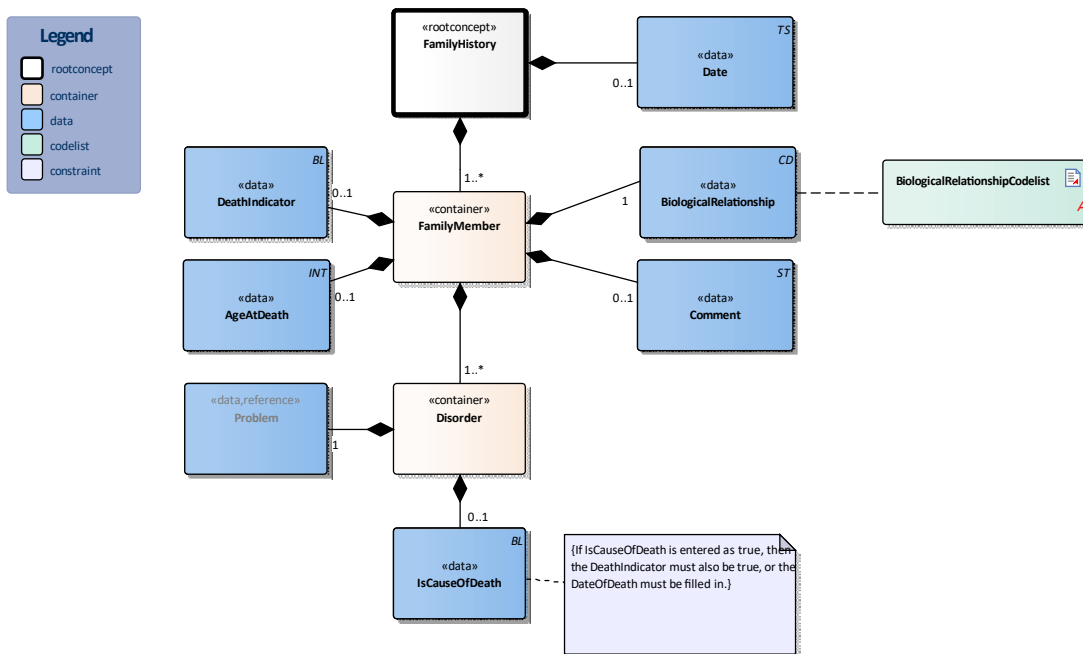 Legend
rootconcept
container
data
codelist
constraint
«rootconcept»
FamilyHistory
TS
«data»
Date
0..1
1..*
BL
«data»
DeathIndicator
0..1
«container»
FamilyMember
CD
«data»
BiologicalRelationship
1
BiologicalRelationshipCodelist
INT
«data»
AgeAtDeath
0..1
ST
«data»
Comment
0..1
1..*
«data,reference»
Problem
1
«container»
Disorder
0..1
BL
«data»
IsCauseOfDeath
{If IsCauseOfDeath is entered as true, then
the DeathIndicator must also be true, or the
DateOfDeath must be filled in.}